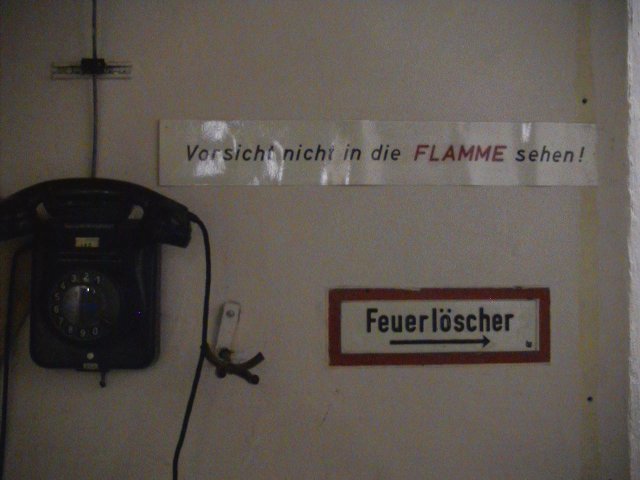 Vorsicht nicht in die FLAMME sehen!
Feuerlöscher